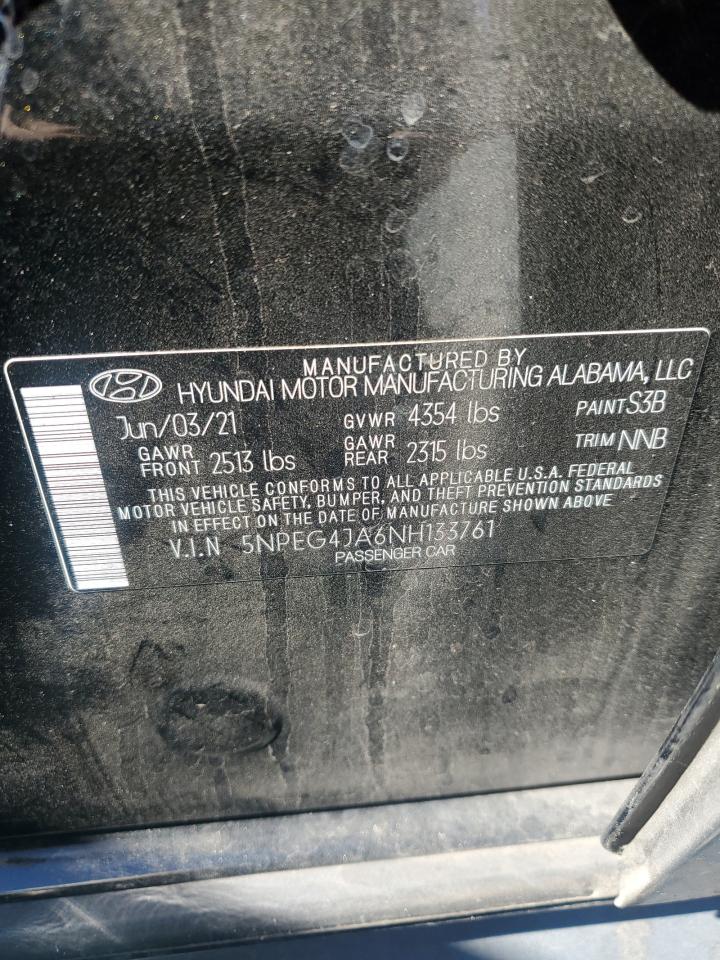 MANUFACTURED BY
HYUNDAI MOTOR MANUFACTURING ALABAMA, LLC
Jun/03/21 GVWR 4354 lbs PAINT S3B
GAWR FRONT 2513 lbs GAWR REAR 2315 lbs TRIM NNB
THIS VEHICLE CONFORMS TO ALL APPLICABLE U.S.A. FEDERAL
MOTOR VEHICLE SAFETY, BUMPER, AND THEFT PREVENTION STANDARDS
IN EFFECT ON THE DATE OF MANUFACTURE SHOWN ABOVE
V.I.N 5NPEG4JA6NH133761
PASSENGER CAR